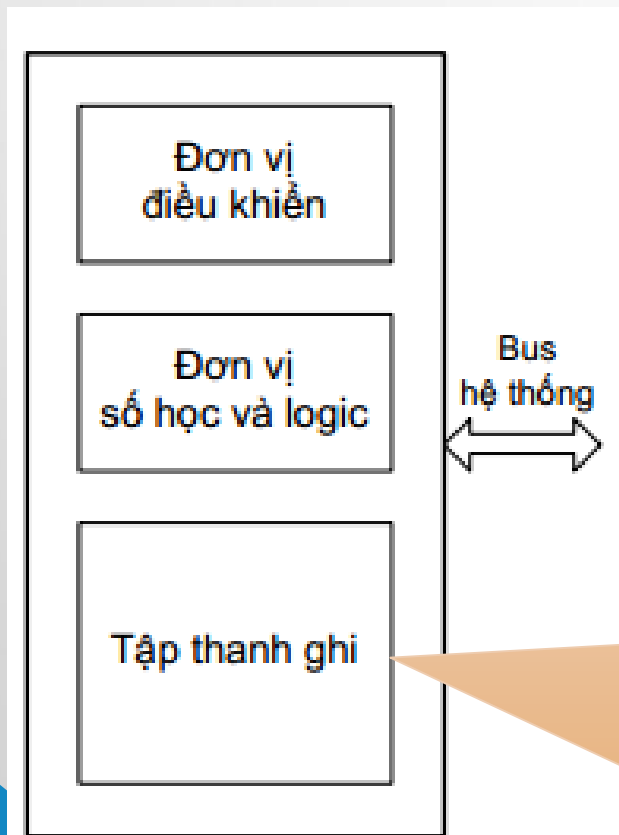 Đơn vị
điều khiển
Đơn vị
số học và logic
Bus
hệ thống
Tập thanh ghi